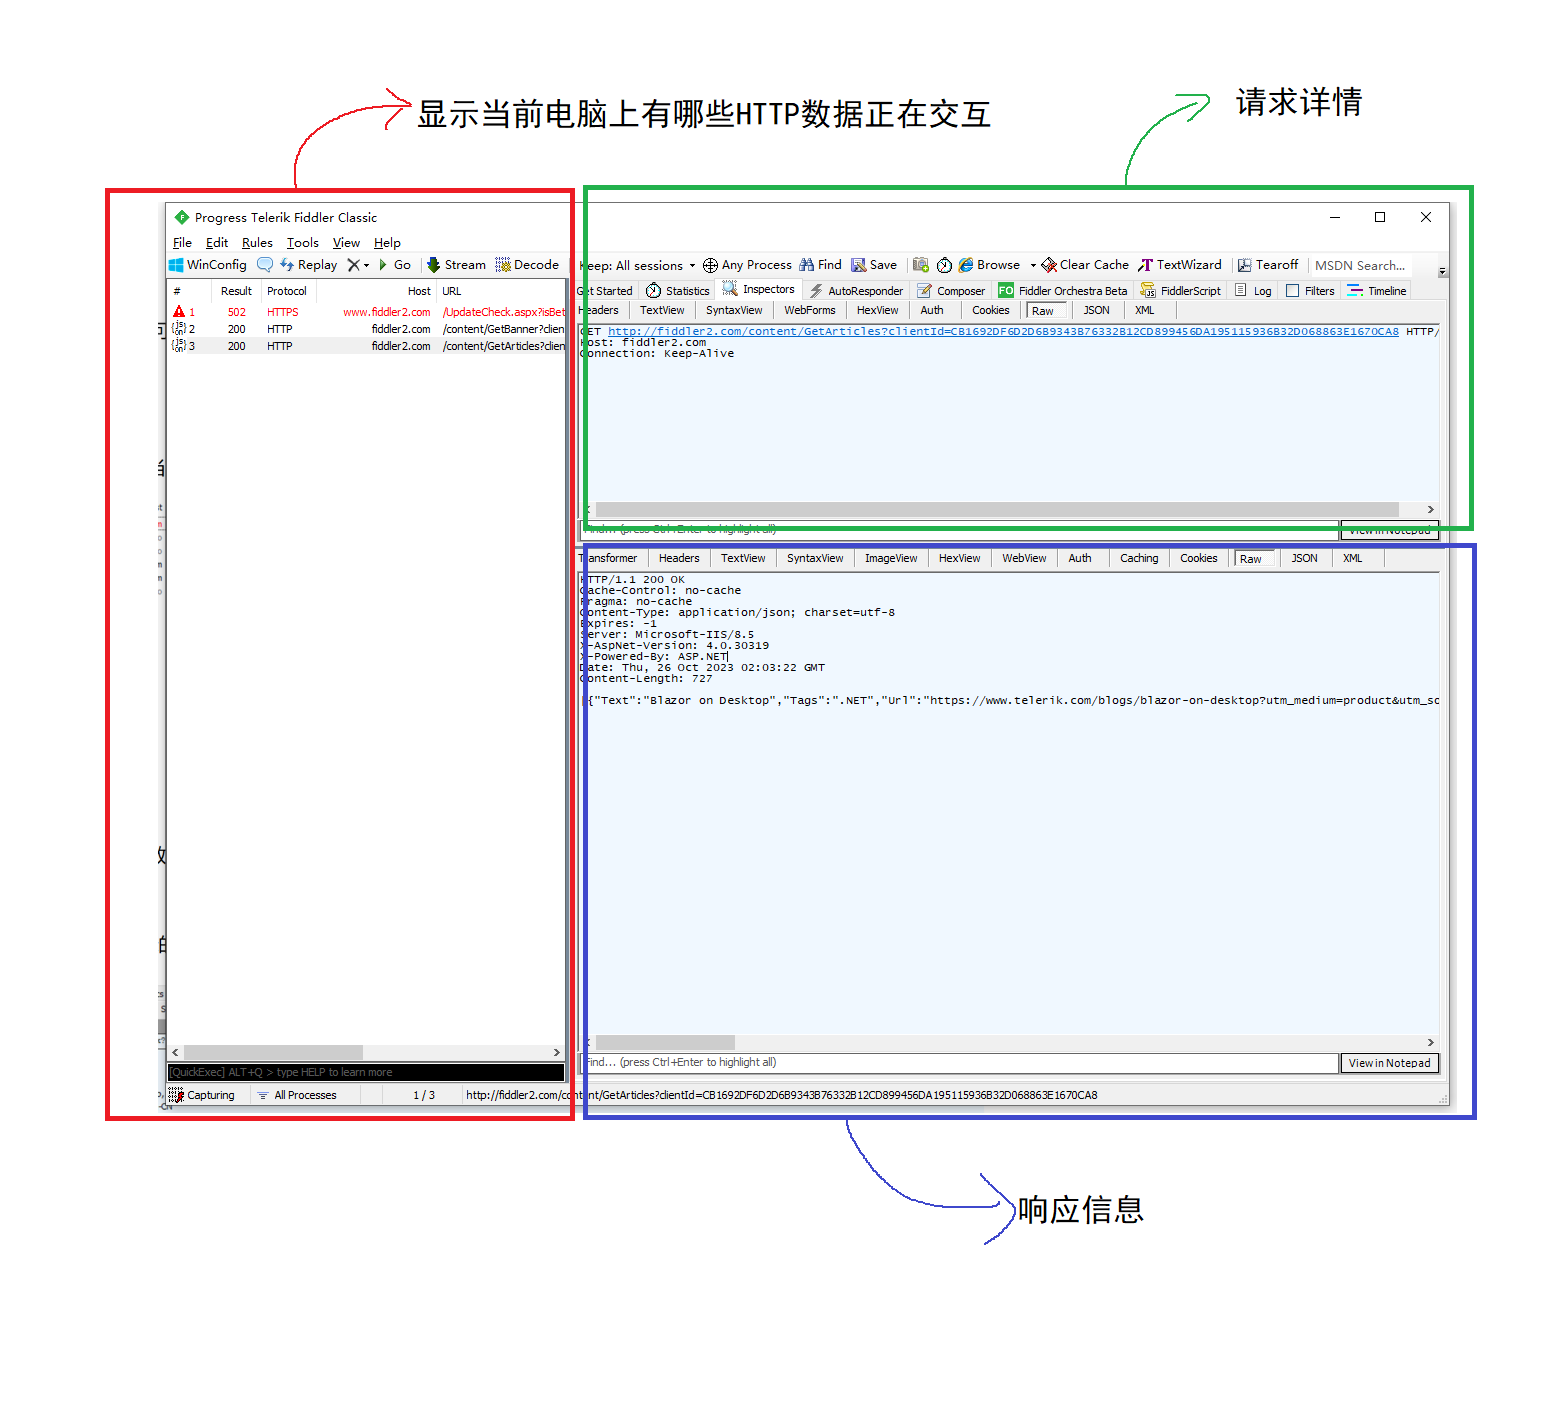 显示当前电脑上有哪些HTTP数据正在交互
请求详情
Progress Telerik Fiddler Classic
File Edit Rules Tools View Help
WinConfig Replay Go Stream Decode Keep: All sessions Any Process Find Save Browse Clear Cache TextWizard Tearoff MSDN Search...
# Result Protocol Host URL
1 502 HTTPS www.fiddler2.com /UpdateCheck.aspx?isBet
2 200 HTTP fiddler2.com /content/GetBanner?clien
3 200 HTTP fiddler2.com /content/GetArticles?clien
Get Started Statistics Inspectors AutoResponder Composer FO Fiddler Orchestra Beta FiddlerScript Log Filters Timeline
Headers TextView SyntaxView WebForms HexView Auth Cookies Raw JSON XML
GET http://fiddler2.com/content/GetArticles?clientId=CB1692DF6D2D6B9343B76332B12CD899456DA195115936B32D068863E1670CA8 HTTP/
Host: fiddler2.com
Connection: Keep-Alive
Find... (press Ctrl+Enter to highlight all) View in Notepad
Transformer Headers TextView SyntaxView ImageView HexView WebView Auth Caching Cookies Raw JSON XML
HTTP/1.1 200 OK
Cache-Control: no-cache
Pragma: no-cache
Content-Type: application/json; charset=utf-8
Expires: -1
Server: Microsoft-IIS/8.5
X-AspNet-Version: 4.0.30319
X-Powered-By: ASP.NET
Date: Thu, 26 Oct 2023 02:03:22 GMT
Content-Length: 727
[{"Text":"Blazor on Desktop","Tags":".NET","Url":"https://www.telerik.com/blogs/blazor-on-desktop?utm_medium=product&utm_so
Find... (press Ctrl+Enter to highlight all) View in Notepad
[QuickExec] ALT+Q > type HELP to learn more
Capturing All Processes 1 / 3 http://fiddler2.com/content/GetArticles?clientId=CB1692DF6D2D6B9343B76332B12CD899456DA195115936B32D068863E1670CA8
响应信息